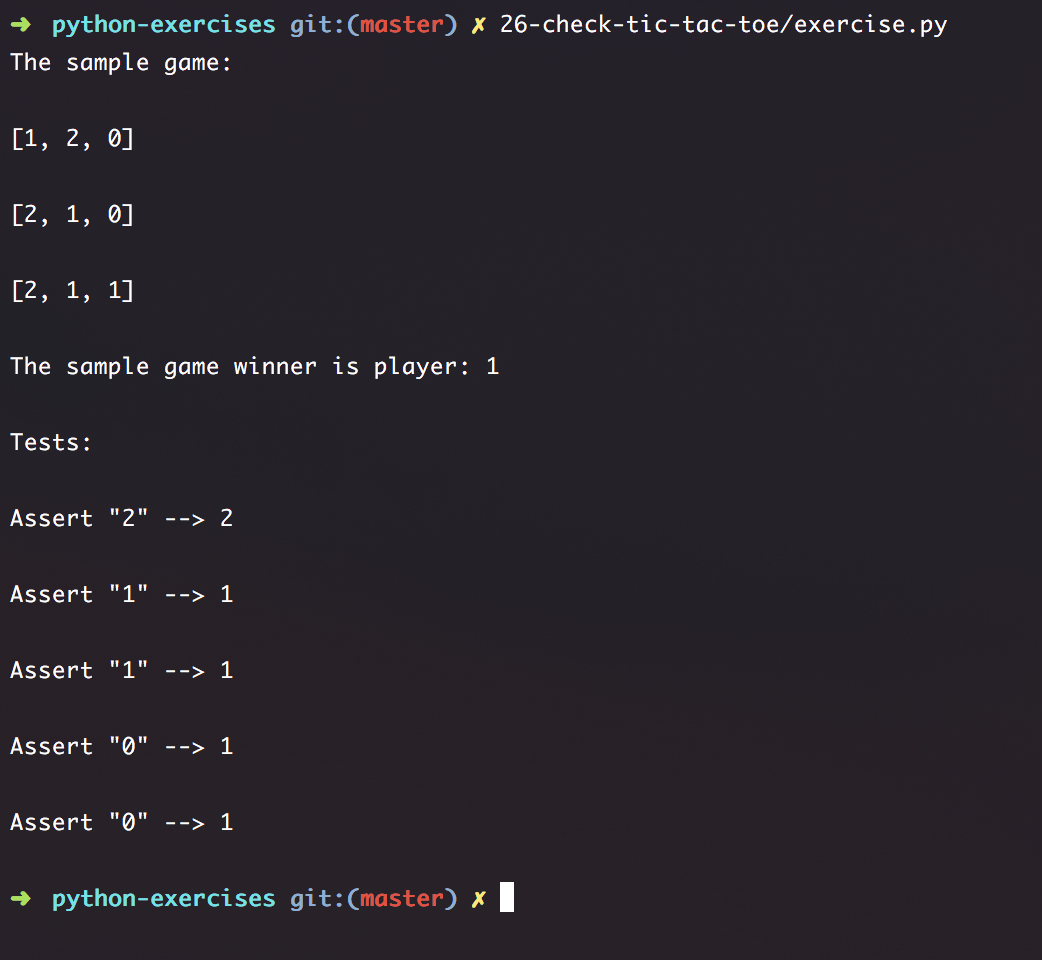 ➜ python-exercises git:(master) ✗ 26-check-tic-tac-toe/exercise.py
The sample game:
[1, 2, 0]
[2, 1, 0]
[2, 1, 1]
The sample game winner is player: 1
Tests:
Assert "2" --> 2
Assert "1" --> 1
Assert "1" --> 1
Assert "0" --> 1
Assert "0" --> 1
➜ python-exercises git:(master) ✗